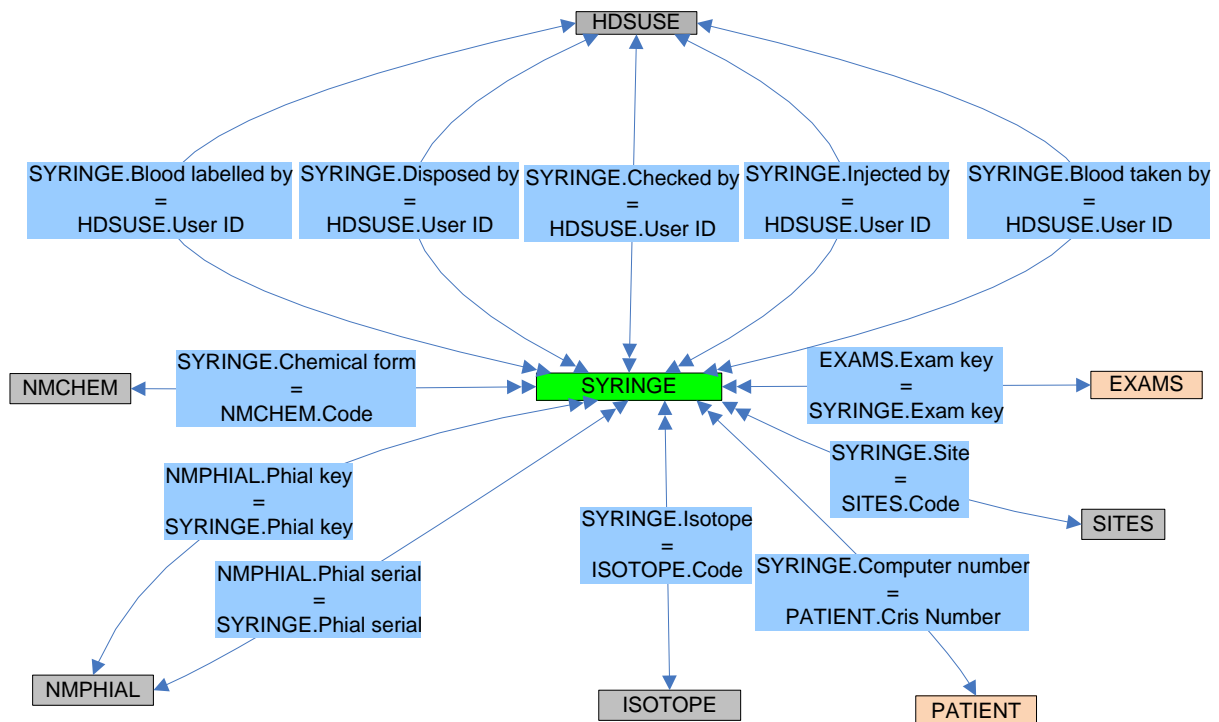 HDSUSE
SYRINGE.Blood labelled by
=
HDSUSE.User ID
SYRINGE.Disposed by
=
HDSUSE.User ID
SYRINGE.Checked by
=
HDSUSE.User ID
SYRINGE.Injected by
=
HDSUSE.User ID
SYRINGE.Blood taken by
=
HDSUSE.User ID
NMCHEM
SYRINGE.Chemical form
=
NMCHEM.Code
SYRINGE
EXAMS.Exam key
=
SYRINGE.Exam key
EXAMS
NMPHIAL.Phial key
=
SYRINGE.Phial key
SYRINGE.Site
=
SITES.Code
SITES
SYRINGE.Isotope
=
ISOTOPE.Code
NMPHIAL.Phial serial
=
SYRINGE.Phial serial
SYRINGE.Computer number
=
PATIENT.Cris Number
NMPHIAL
ISOTOPE
PATIENT